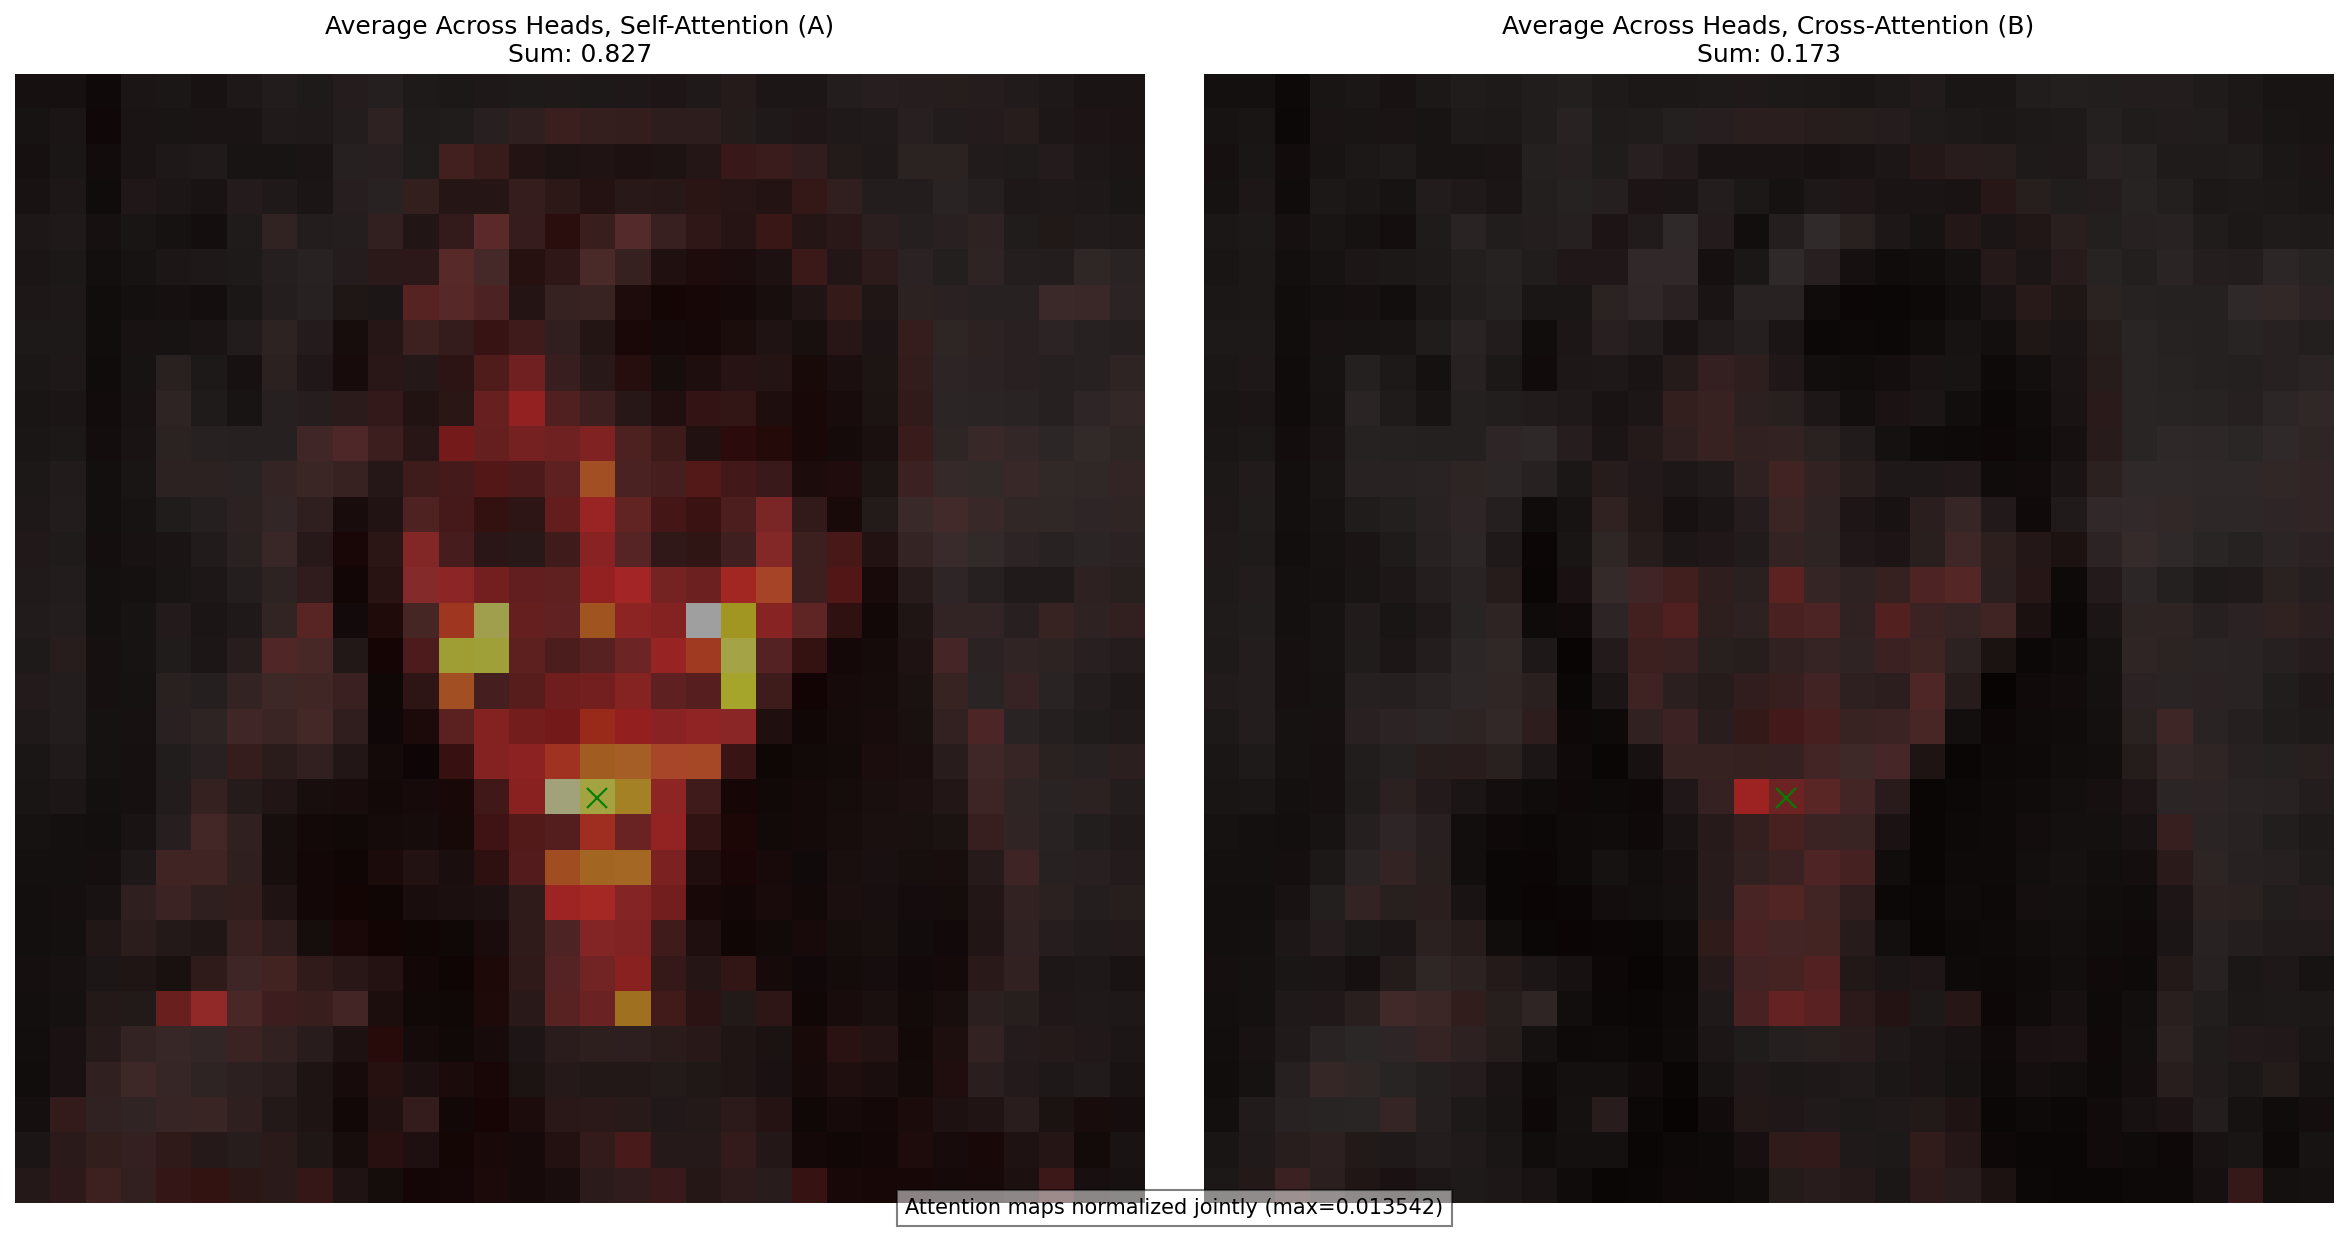 Average Across Heads, Self-Attention (A)
Sum: 0.827
Average Across Heads, Cross-Attention (B)
Sum: 0.173
Attention maps normalized jointly (max=0.013542)